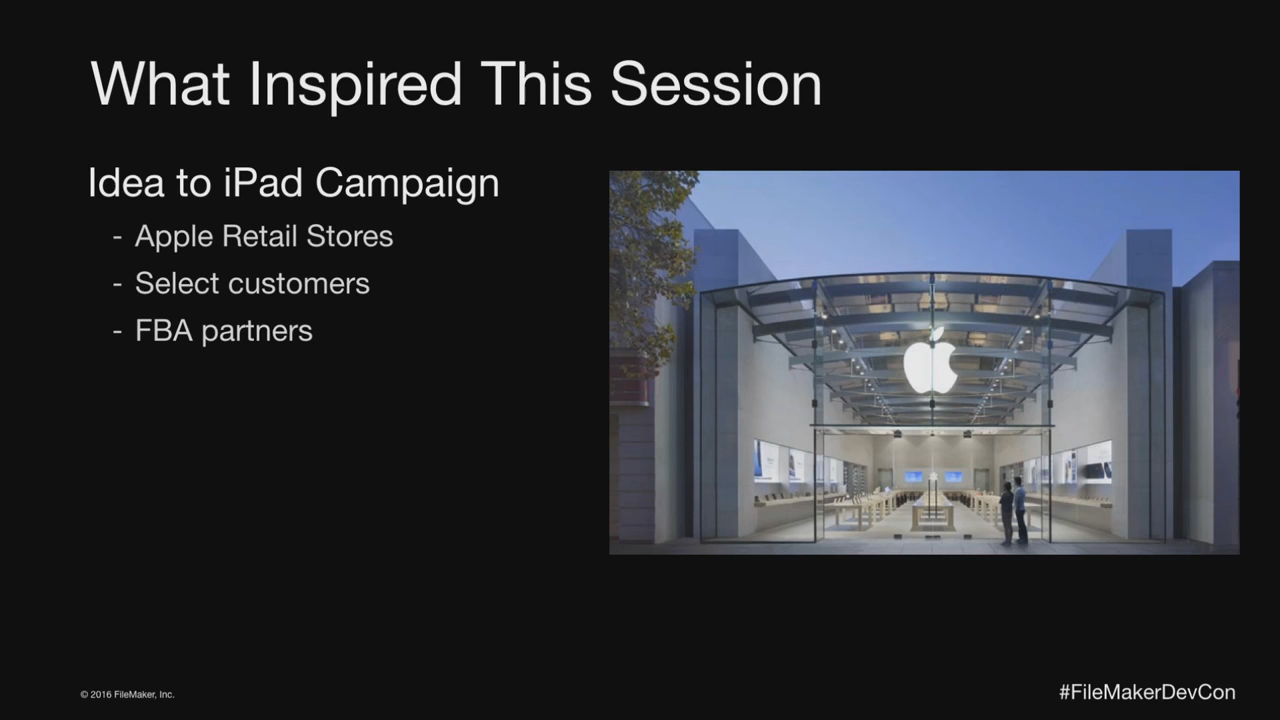 What Inspired This Session
Idea to iPad Campaign
- Apple Retail Stores
- Select customers
- FBA partners
© 2016 FileMaker, Inc.
#FileMakerDevCon